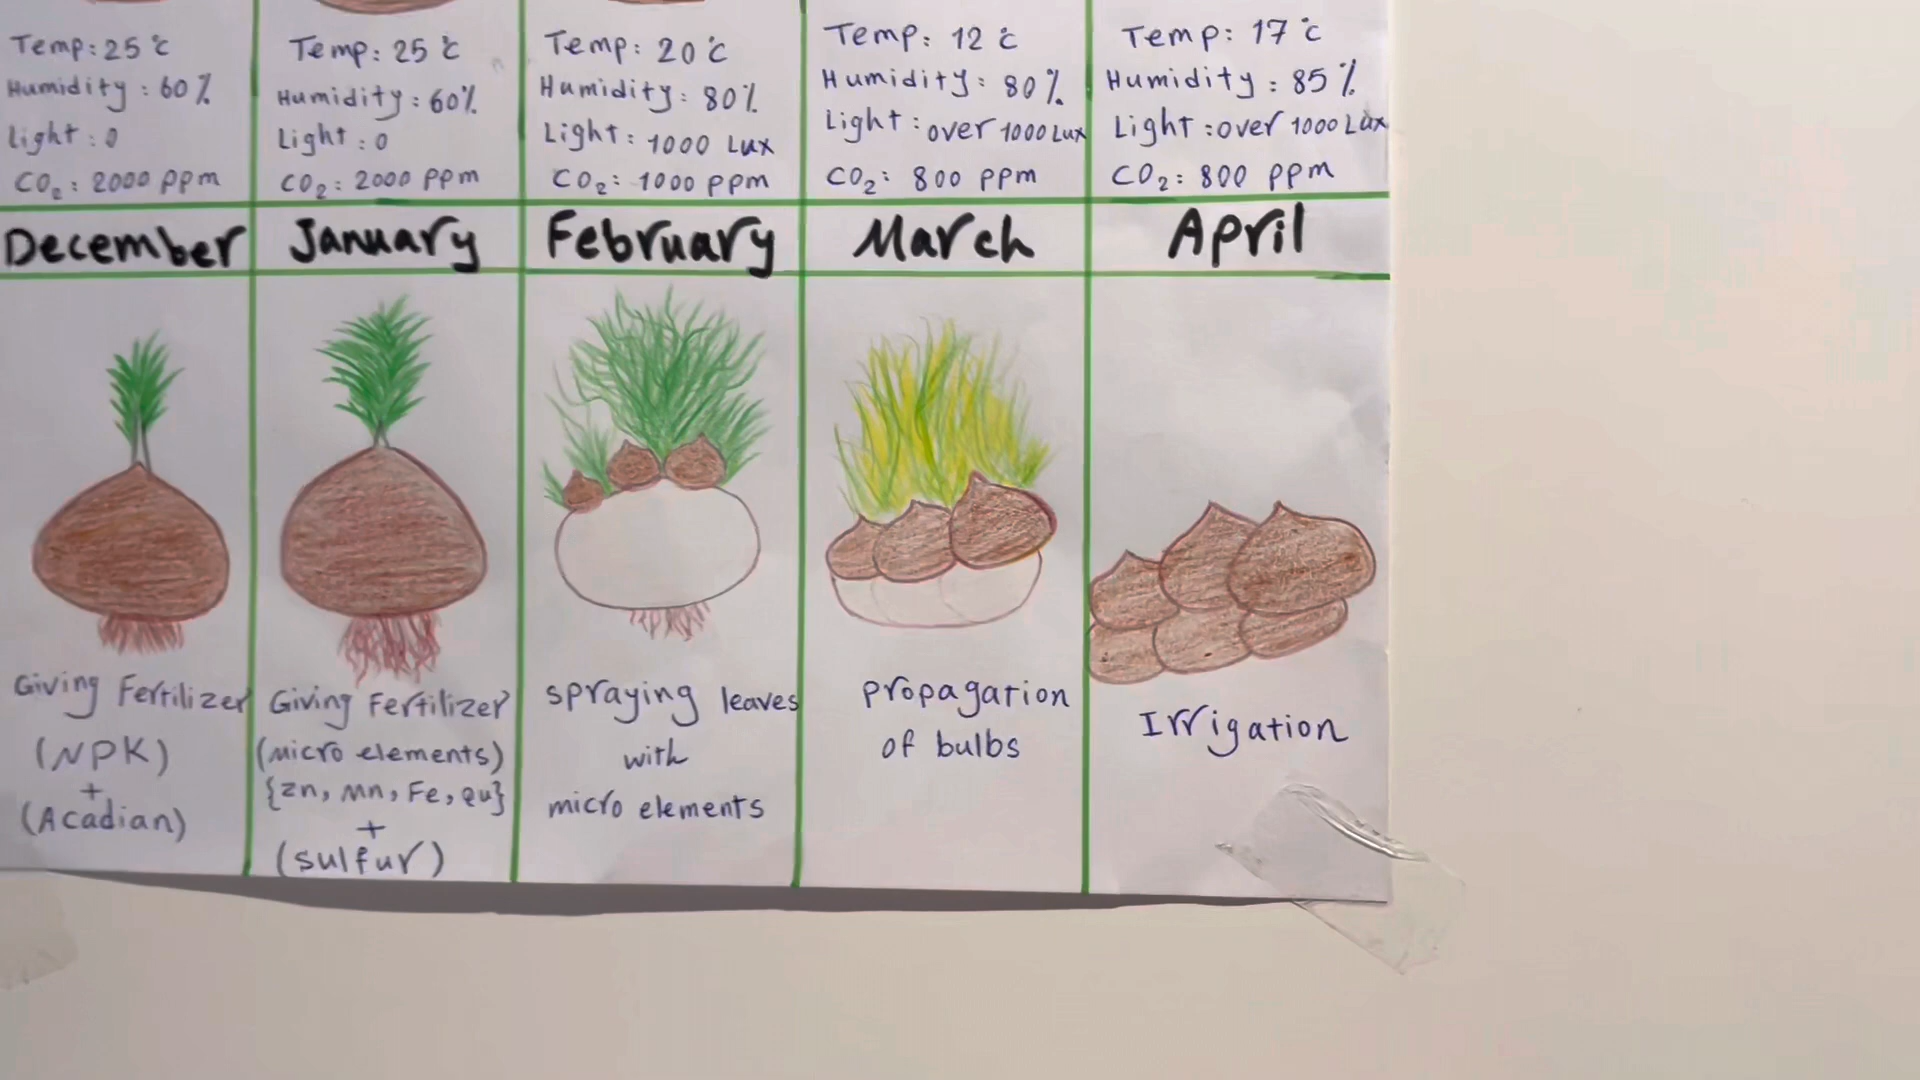 Temp: 25 °c
Humidity: 60%
light: 0
CO₂: 2000 ppm
Temp: 25 °c
Humidity: 60%
Light: 0
CO₂: 2000 ppm
Temp: 20 °c
Humidity: 80%
Light: 1000 Lux
CO₂: 1000 ppm
Temp: 12 °c
Humidity: 80%
Light: over 1000 Lux
CO₂: 800 ppm
Temp: 17 °c
Humidity: 85%
Light: over 1000 Lux
CO₂: 800 ppm
December
January
February
March
April
Giving Fertilizer
(NPK)
+
(Acadian)
Giving Fertilizer
(micro elements)
{Zn, Mn, Fe, Qu}
+
(sulfur)
spraying leaves
with
micro elements
propagation
of bulbs
Irrigation